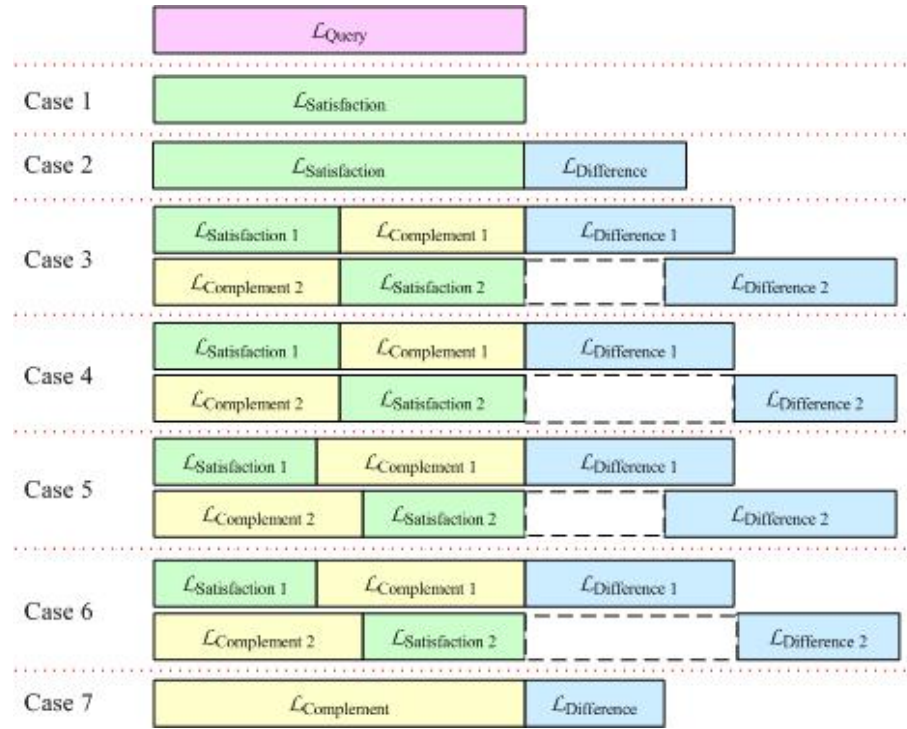 ℒQuery
Case 1
ℒSatisfaction
Case 2
ℒSatisfaction ℒDifference
Case 3
ℒSatisfaction 1 ℒComplement 1 ℒDifference 1
ℒComplement 2 ℒSatisfaction 2 ℒDifference 2
Case 4
ℒSatisfaction 1 ℒComplement 1 ℒDifference 1
ℒComplement 2 ℒSatisfaction 2 ℒDifference 2
Case 5
ℒSatisfaction 1 ℒComplement 1 ℒDifference 1
ℒComplement 2 ℒSatisfaction 2 ℒDifference 2
Case 6
ℒSatisfaction 1 ℒComplement 1 ℒDifference 1
ℒComplement 2 ℒSatisfaction 2 ℒDifference 2
Case 7
ℒComplement ℒDifference